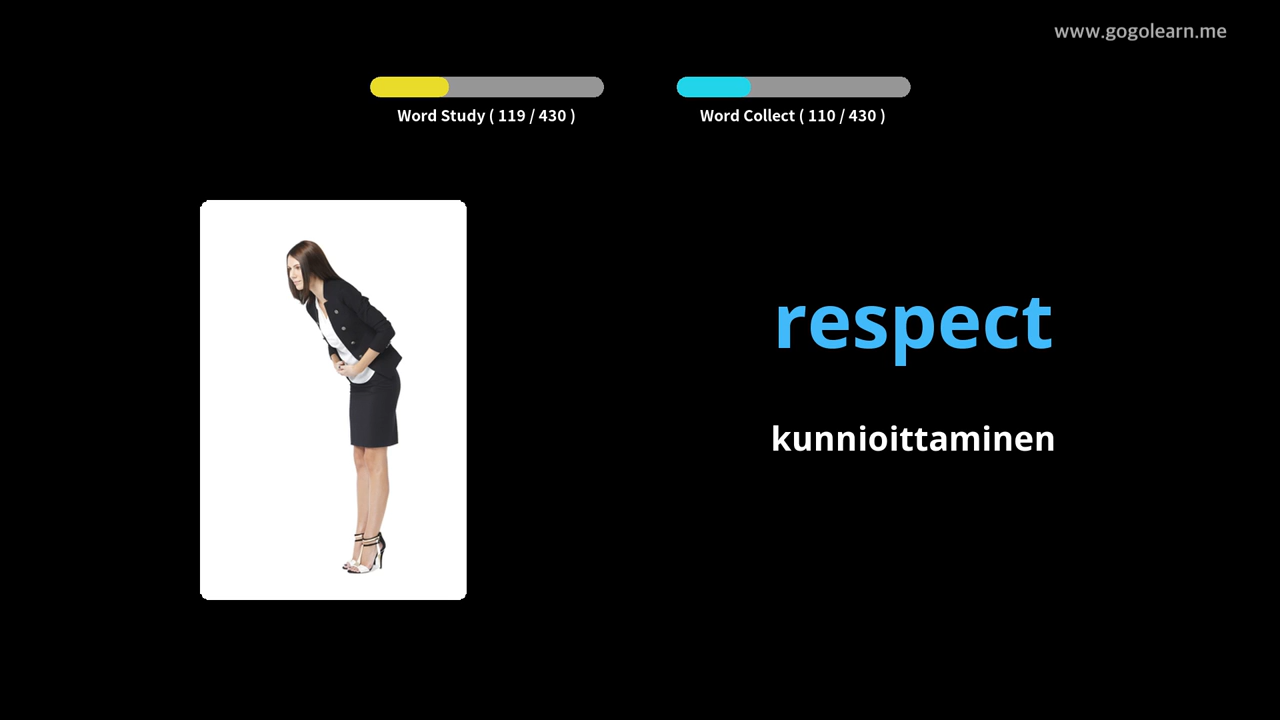 www.gogolearn.me
Word Study ( 119 / 430 )
Word Collect ( 110 / 430 )
respect
kunnioittaminen